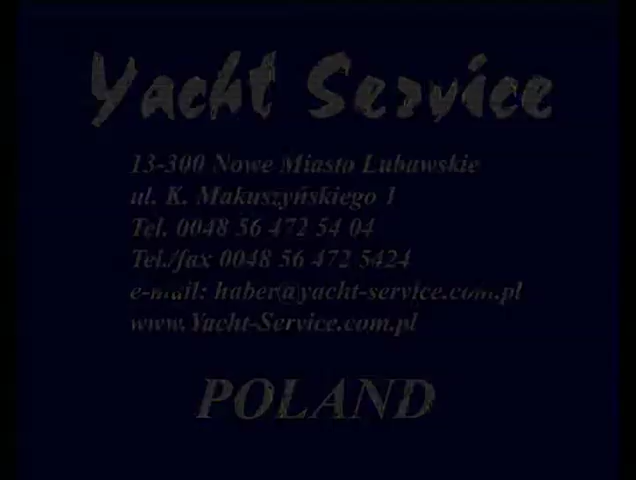 Yacht Service
13-300 Nowe Miasto Lubawskie
ul. K. Makuszyńskiego 1
Tel. 0048 56 472 54 04
Tel./fax 0048 56 472 5424
e-mail: haber@yacht-service.com.pl
www.Yacht-Service.com.pl
POLAND